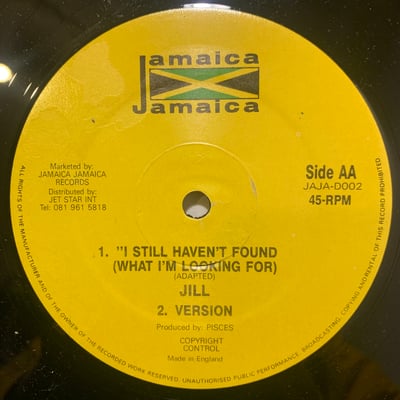 Jamaica
Jamaica
Marketed by:
JAMAICA JAMAICA
RECORDS
Distributed by:
JET STAR INT
Tel: 081 961 5818
Side AA
JAJA-D002
45-RPM
1. "I STILL HAVEN'T FOUND
(WHAT I'M LOOKING FOR)
(ADAPTED)
JILL
2. VERSION
Produced by: PISCES
COPYRIGHT
CONTROL
Made in England
ALL RIGHTS OF THE MANUFACTURER AND OF THE OWNER OF THE RECORDED WORK RESERVED. UNAUTHORISED PUBLIC PERFORMANCE, BROADCASTING, COPYING AND RENTAL OF THIS RECORD PROHIBITED